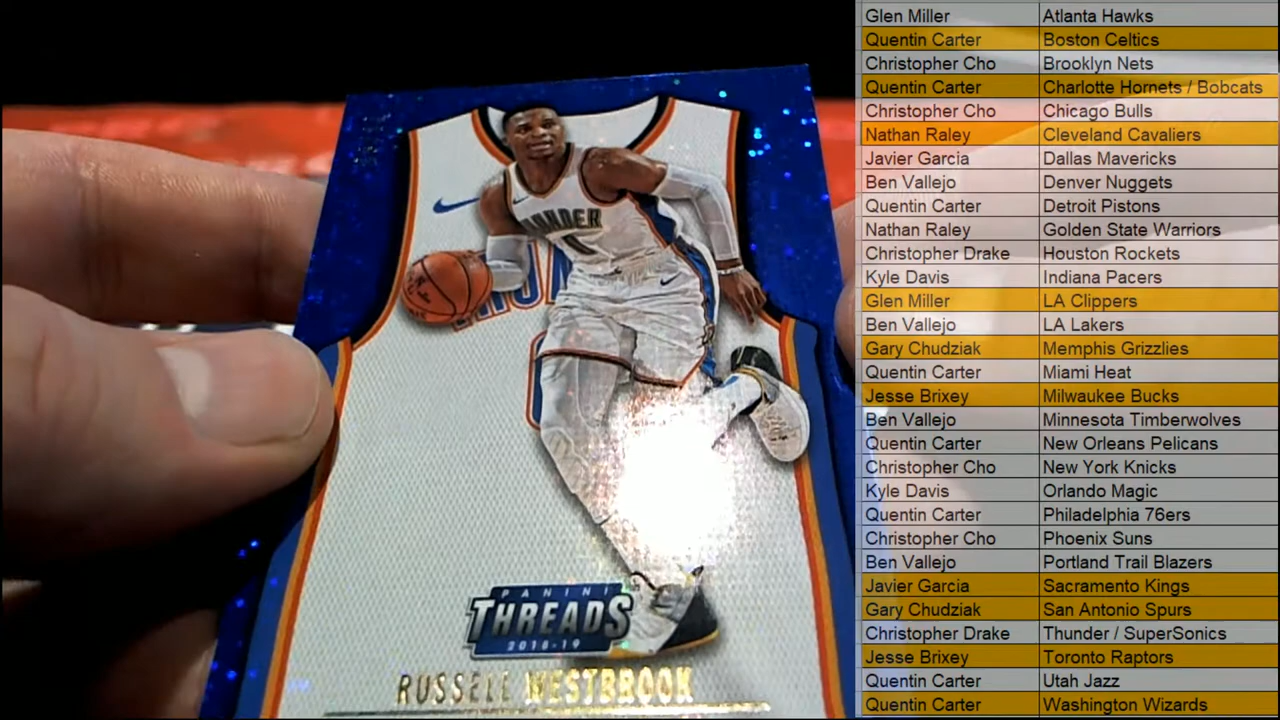 THUNDER
PANINI
THREADS
2018-19
RUSSELL WESTBROOK
Glen Miller Atlanta Hawks
Quentin Carter Boston Celtics
Christopher Cho Brooklyn Nets
Quentin Carter Charlotte Hornets / Bobcats
Christopher Cho Chicago Bulls
Nathan Raley Cleveland Cavaliers
Javier Garcia Dallas Mavericks
Ben Vallejo Denver Nuggets
Quentin Carter Detroit Pistons
Nathan Raley Golden State Warriors
Christopher Drake Houston Rockets
Kyle Davis Indiana Pacers
Glen Miller LA Clippers
Ben Vallejo LA Lakers
Gary Chudziak Memphis Grizzlies
Quentin Carter Miami Heat
Jesse Brixey Milwaukee Bucks
Ben Vallejo Minnesota Timberwolves
Quentin Carter New Orleans Pelicans
Christopher Cho New York Knicks
Kyle Davis Orlando Magic
Quentin Carter Philadelphia 76ers
Christopher Cho Phoenix Suns
Ben Vallejo Portland Trail Blazers
Javier Garcia Sacramento Kings
Gary Chudziak San Antonio Spurs
Christopher Drake Thunder / SuperSonics
Jesse Brixey Toronto Raptors
Quentin Carter Utah Jazz
Quentin Carter Washington Wizards